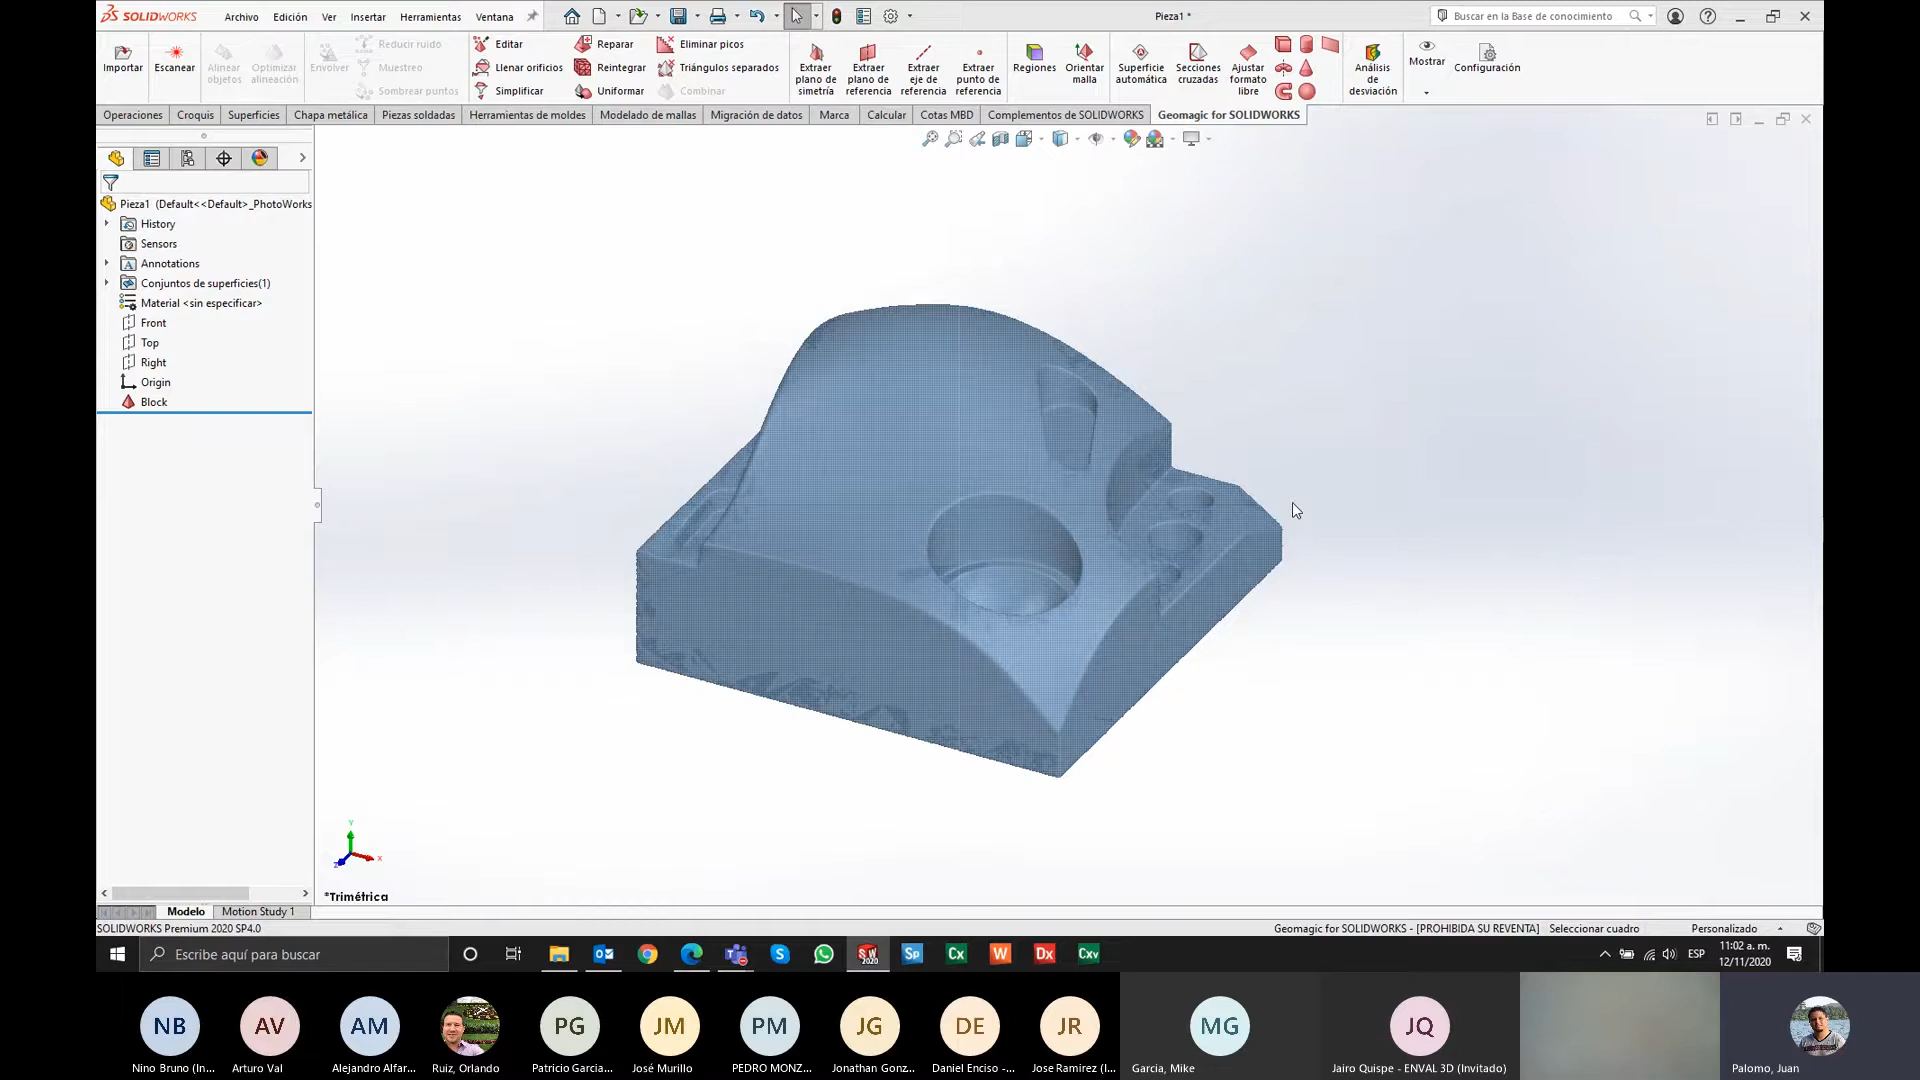 SOLIDWORKS Archivo Edición Ver Insertar Herramientas Ventana
Pieza1 *
Buscar en la Base de conocimiento
Importar
Escanear
Alinear objetos
Optimizar alineación
Envolver
Reducir ruido
Muestreo
Sombrear puntos
Editar
Llenar orificios
Simplificar
Reparar
Reintegrar
Uniformar
Eliminar picos
Triángulos separados
Combinar
Extraer plano de simetría
Extraer plano de referencia
Extraer eje de referencia
Extraer punto de referencia
Regiones
Orientar malla
Superficie automática
Secciones cruzadas
Ajustar formato libre
Análisis de desviación
Mostrar
Configuración
Operaciones Croquis Superficies Chapa metálica Piezas soldadas Herramientas de moldes Modelado de mallas Migración de datos Marca Calcular Cotas MBD Complementos de SOLIDWORKS Geomagic for SOLIDWORKS
Pieza1 (Default<<Default>_PhotoWorks
History
Sensors
Annotations
Conjuntos de superficies(1)
Material <sin especificar>
Front
Top
Right
Origin
Block
Y
X
Z
*Trimétrica
Modelo Motion Study 1
SOLIDWORKS Premium 2020 SP4.0
Geomagic for SOLIDWORKS - [PROHIBIDA SU REVENTA] Seleccionar cuadro Personalizado
Escribe aquí para buscar
SW 2020
Sp
Cx
W
Dx
Cxv
ESP
11:02 a. m.
12/11/2020
NB AV AM PG JM PM JG DE JR MG JQ
Nino Bruno (In... Arturo Val Alejandro Alfar... Ruiz, Orlando Patricio Garcia... José Murillo PEDRO MONZ... Jonathan Gonz... Daniel Enciso -... Jose Ramirez (I... Garcia, Mike Jairo Quispe - ENVAL 3D (Invitado) Palomo, Juan